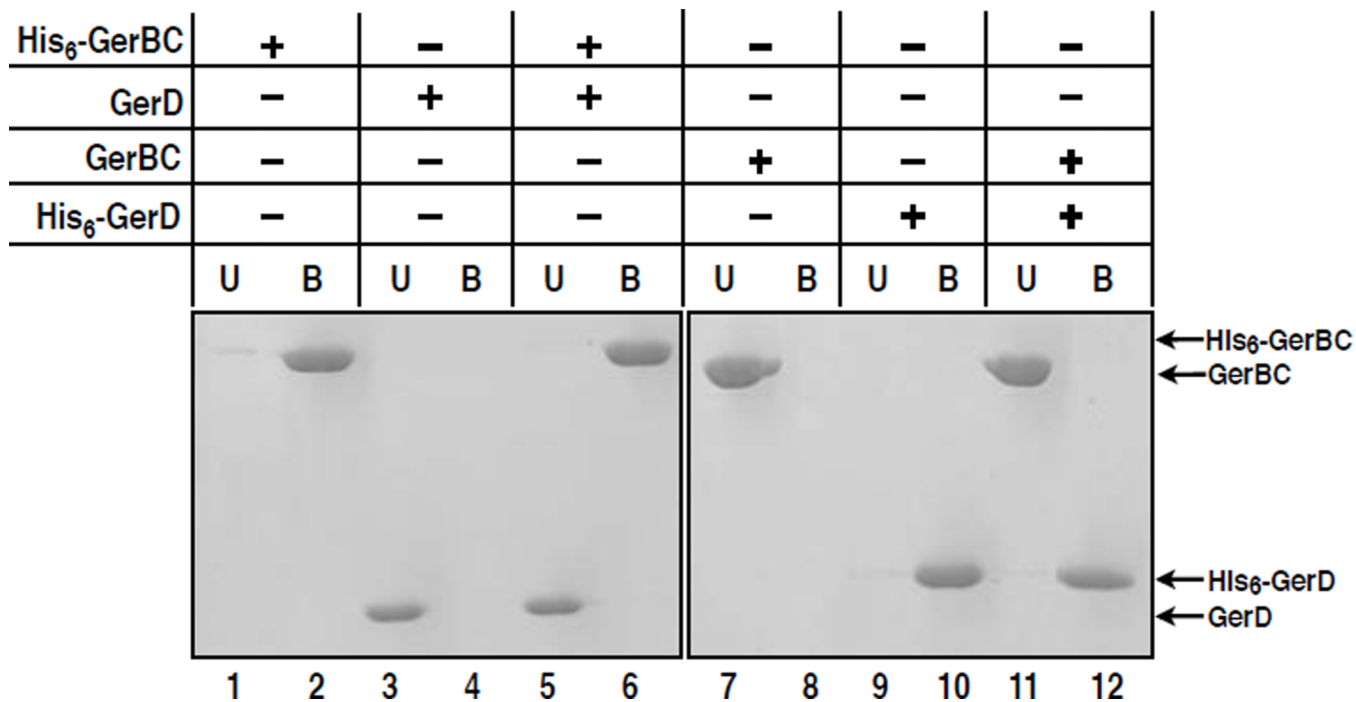 His6-GerBC + − + − − −
GerD − + + − − −
GerBC − − − + − +
His6-GerD − − − − + +
U B U B U B U B U B U B
HIs6-GerBC
GerBC
HIs6-GerD
GerD
1 2 3 4 5 6 7 8 9 10 11 12